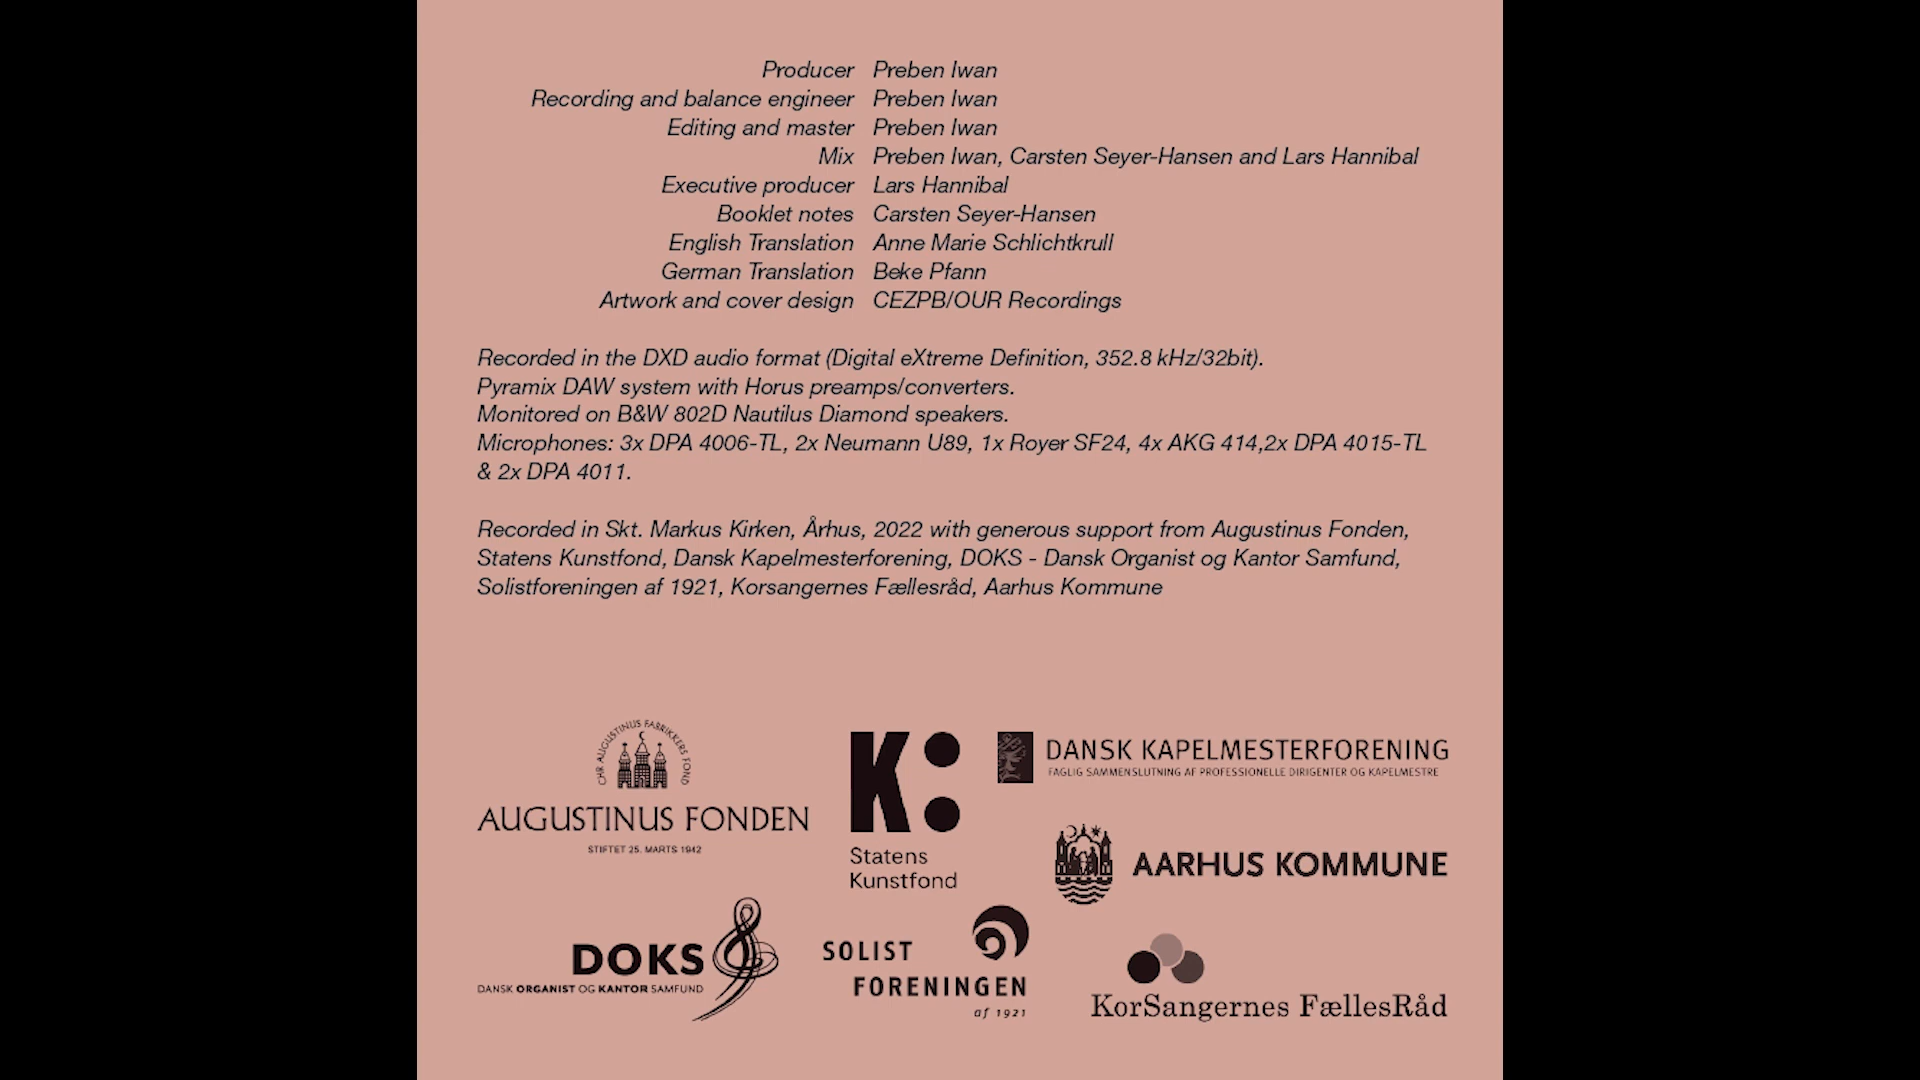 Producer Preben Iwan
Recording and balance engineer Preben Iwan
Editing and master Preben Iwan
Mix Preben Iwan, Carsten Seyer-Hansen and Lars Hannibal
Executive producer Lars Hannibal
Booklet notes Carsten Seyer-Hansen
English Translation Anne Marie Schlichtkrull
German Translation Beke Pfann
Artwork and cover design CEZPB/OUR Recordings
Recorded in the DXD audio format (Digital eXtreme Definition, 352.8 kHz/32bit).
Pyramix DAW system with Horus preamps/converters.
Monitored on B&W 802D Nautilus Diamond speakers.
Microphones: 3x DPA 4006-TL, 2x Neumann U89, 1x Royer SF24, 4x AKG 414,2x DPA 4015-TL
& 2x DPA 4011.
Recorded in Skt. Markus Kirken, Århus, 2022 with generous support from Augustinus Fonden,
Statens Kunstfond, Dansk Kapelmesterforening, DOKS - Dansk Organist og Kantor Samfund,
Solistforeningen af 1921, Korsangernes Fællesråd, Aarhus Kommune
CHR AUGUSTINUS FABRIKKERS FOND
AUGUSTINUS FONDEN
STIFTET 25. MARTS 1942
K:
Statens
Kunstfond
DANSK KAPELMESTERFORENING
FAGLIG SAMMENSLUTNING AF PROFESSIONELLE DIRIGENTER OG KAPELMESTRE
AARHUS KOMMUNE
DOKS
DANSK ORGANIST OG KANTOR SAMFUND
SOLIST
FORENINGEN
af 1921
KorSangernes FællesRåd